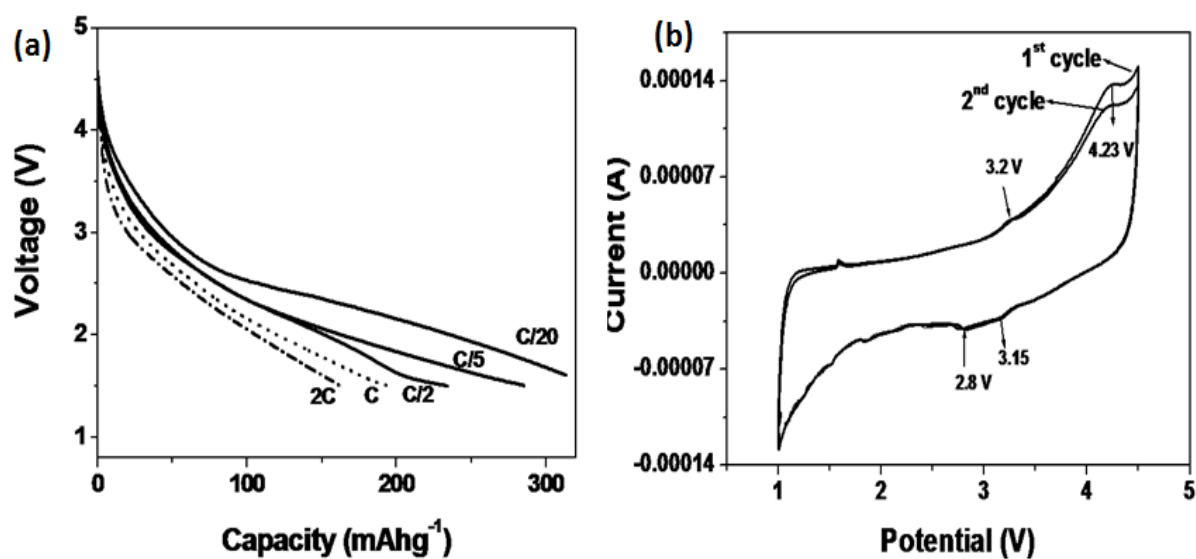 (a)
5
4
3
2
1
Voltage (V)
C/20
C/5
C/2
C
2C
0
100
200
300
Capacity (mAhg⁻¹)
(b)
0.00014
0.00007
0.00000
-0.00007
-0.00014
Current (A)
1ˢᵗ cycle
2ⁿᵈ cycle
4.23 V
3.2 V
3.15
2.8 V
1
2
3
4
5
Potential (V)